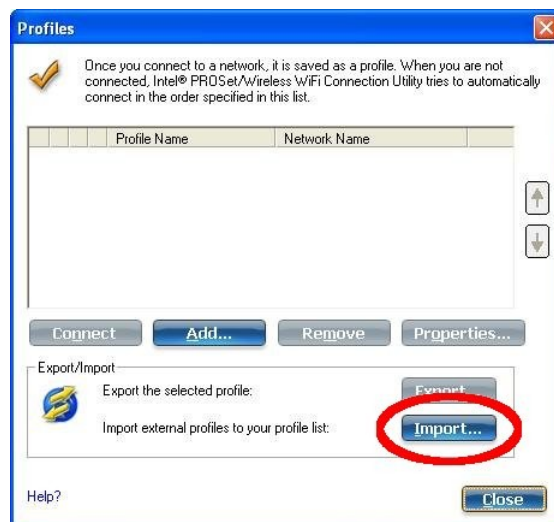 Profiles
Once you connect to a network, it is saved as a profile. When you are not
connected, Intel® PROSet/Wireless WiFi Connection Utility tries to automatically
connect in the order specified in this list.
Profile Name Network Name
Connect Add... Remove Properties...
Export/Import
Export the selected profile: Export...
Import external profiles to your profile list: Import...
Help? Close